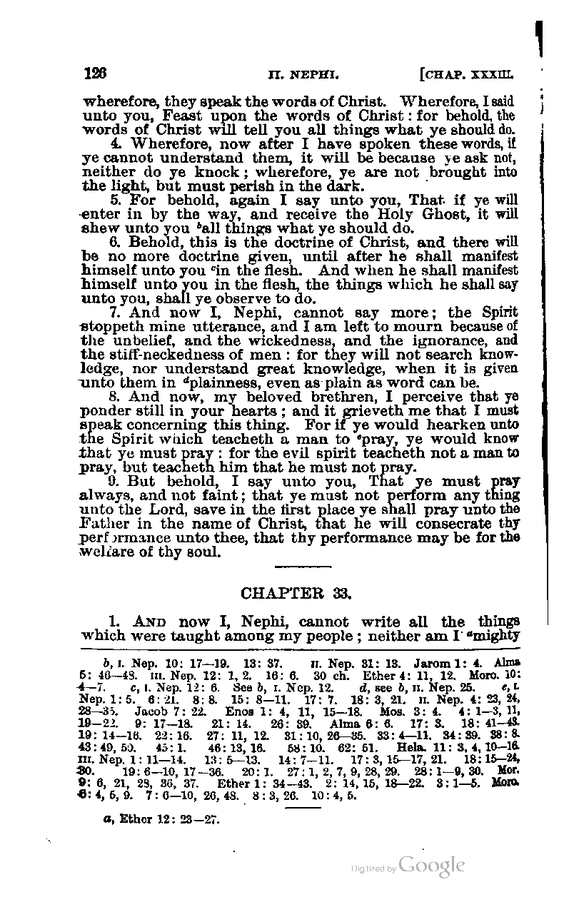 126 II. NEPHI. [CHAP. XXXIII.
wherefore, they speak the words of Christ. Wherefore, I said
unto you, Feast upon the words of Christ : for behold, the
words of Christ will tell you all things what ye should do.
4. Wherefore, now after I have spoken these words, if
ye cannot understand them, it will be because ye ask not,
neither do ye knock ; wherefore, ye are not brought into
the light, but must perish in the dark.
5. For behold, again I say unto you, That if ye will
enter in by the way, and receive the Holy Ghost, it will
shew unto you ᵇall things what ye should do.
6. Behold, this is the doctrine of Christ, and there will
be no more doctrine given, until after he shall manifest
himself unto you ᶜin the flesh. And when he shall manifest
himself unto you in the flesh, the things which he shall say
unto you, shall ye observe to do.
7. And now I, Nephi, cannot say more ; the Spirit
stoppeth mine utterance, and I am left to mourn because of
the unbelief, and the wickedness, and the ignorance, and
the stiff-neckedness of men : for they will not search know-
ledge, nor understand great knowledge, when it is given
unto them in ᵈplainness, even as plain as word can be.
8. And now, my beloved brethren, I perceive that ye
ponder still in your hearts ; and it grieveth me that I must
speak concerning this thing. For if ye would hearken unto
the Spirit which teacheth a man to ᵉpray, ye would know
that ye must pray : for the evil spirit teacheth not a man to
pray, but teacheth him that he must not pray.
9. But behold, I say unto you, That ye must pray
always, and not faint ; that ye must not perform any thing
unto the Lord, save in the first place ye shall pray unto the
Father in the name of Christ, that he will consecrate thy
performance unto thee, that thy performance may be for the
welfare of thy soul.
CHAPTER 33.
1. AND now I, Nephi, cannot write all the things
which were taught among my people ; neither am I ᵃmighty
b, I. Nep. 10: 17—19. 13: 37. II. Nep. 31: 13. Jarom 1: 4. Alma
5: 46—48. III. Nep. 12: 1, 2. 16: 6. 30 ch. Ether 4: 11, 12. Moro. 10:
4—7. c, I. Nep. 12: 6. See b, I. Nep. 12. d, see b, II. Nep. 25. e, I.
Nep. 1: 5. 6: 21. 8: 8. 15: 8—11. 17: 7. 18: 3, 21. II. Nep. 4: 23, 24,
28—35. Jacob 7: 22. Enos 1: 4, 11, 15—18. Mos. 3: 4. 4: 1—3, 11,
19—22. 9: 17—18. 21: 14. 26: 39. Alma 6: 6. 17: 3. 18: 41—43.
19: 14—16. 22: 16. 27: 11, 12. 31: 10, 26—35. 33: 4—11. 34: 39. 38: 8.
43: 49, 50. 45: 1. 46: 13, 16. 58: 10. 62: 51. Hela. 11: 3, 4, 10—16.
III. Nep. 1: 11—14. 13: 5—13. 14: 7—11. 17: 3, 15—17, 21. 18: 15—24,
30. 19: 6—10, 17—36. 20: 1. 27: 1, 2, 7, 9, 28, 29. 28: 1—9, 30. Mor.
9: 6, 21, 28, 36, 37. Ether 1: 34—43. 2: 14, 15, 18—22. 3: 1—5. Moro.
6: 4, 5, 9. 7: 6—10, 26, 48. 8: 3, 26. 10: 4, 5.
a, Ether 12: 23—27.
Digitized by Google